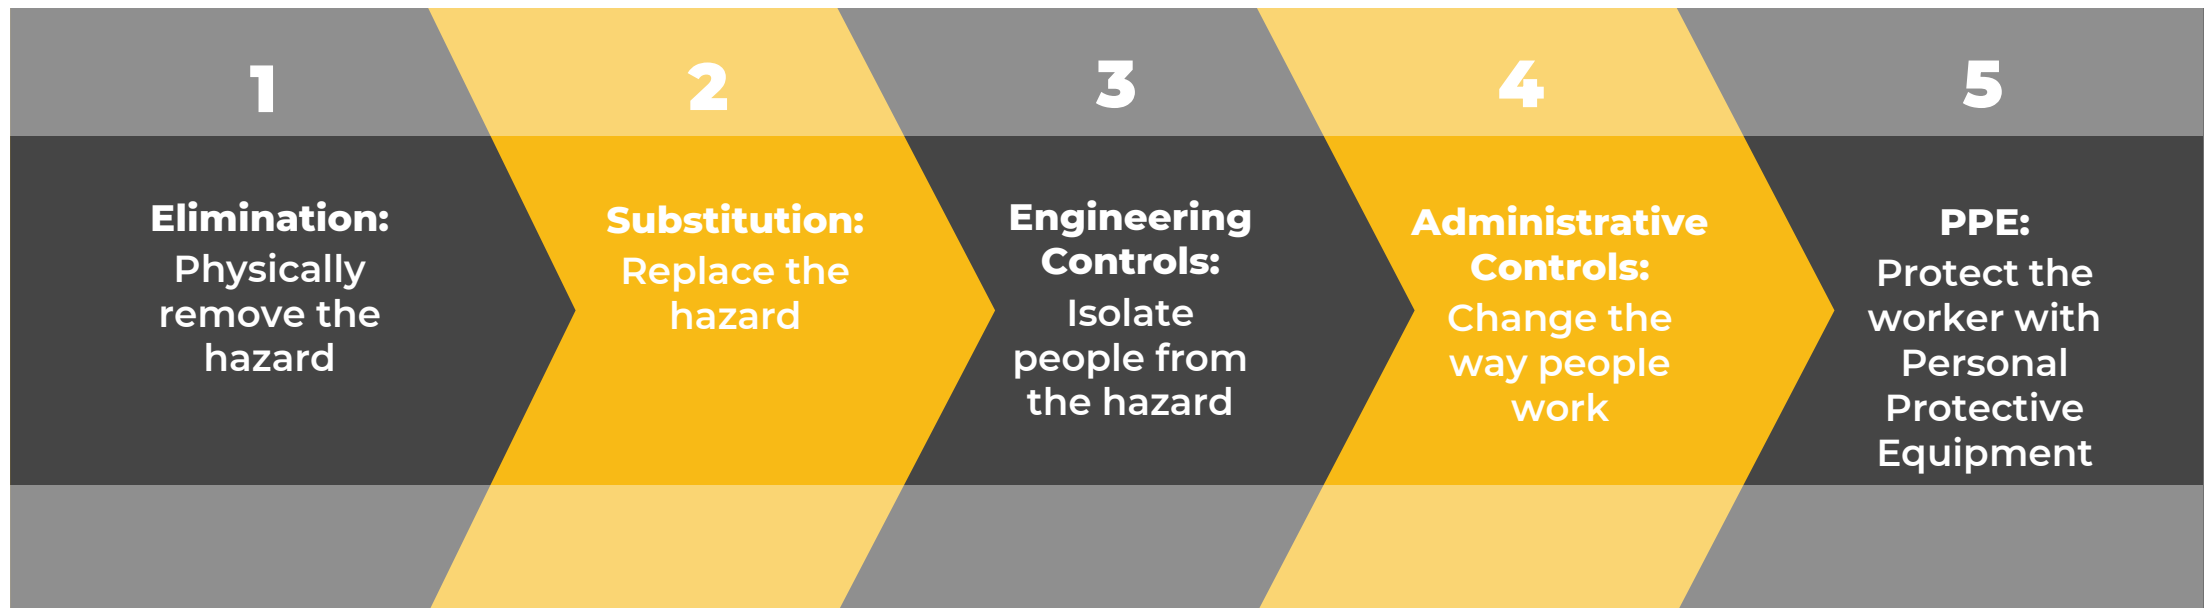 1
Elimination:
Physically
remove the
hazard
2
Substitution:
Replace the
hazard
3
Engineering
Controls:
Isolate
people from
the hazard
4
Administrative
Controls:
Change the
way people
work
5
PPE:
Protect the
worker with
Personal
Protective
Equipment